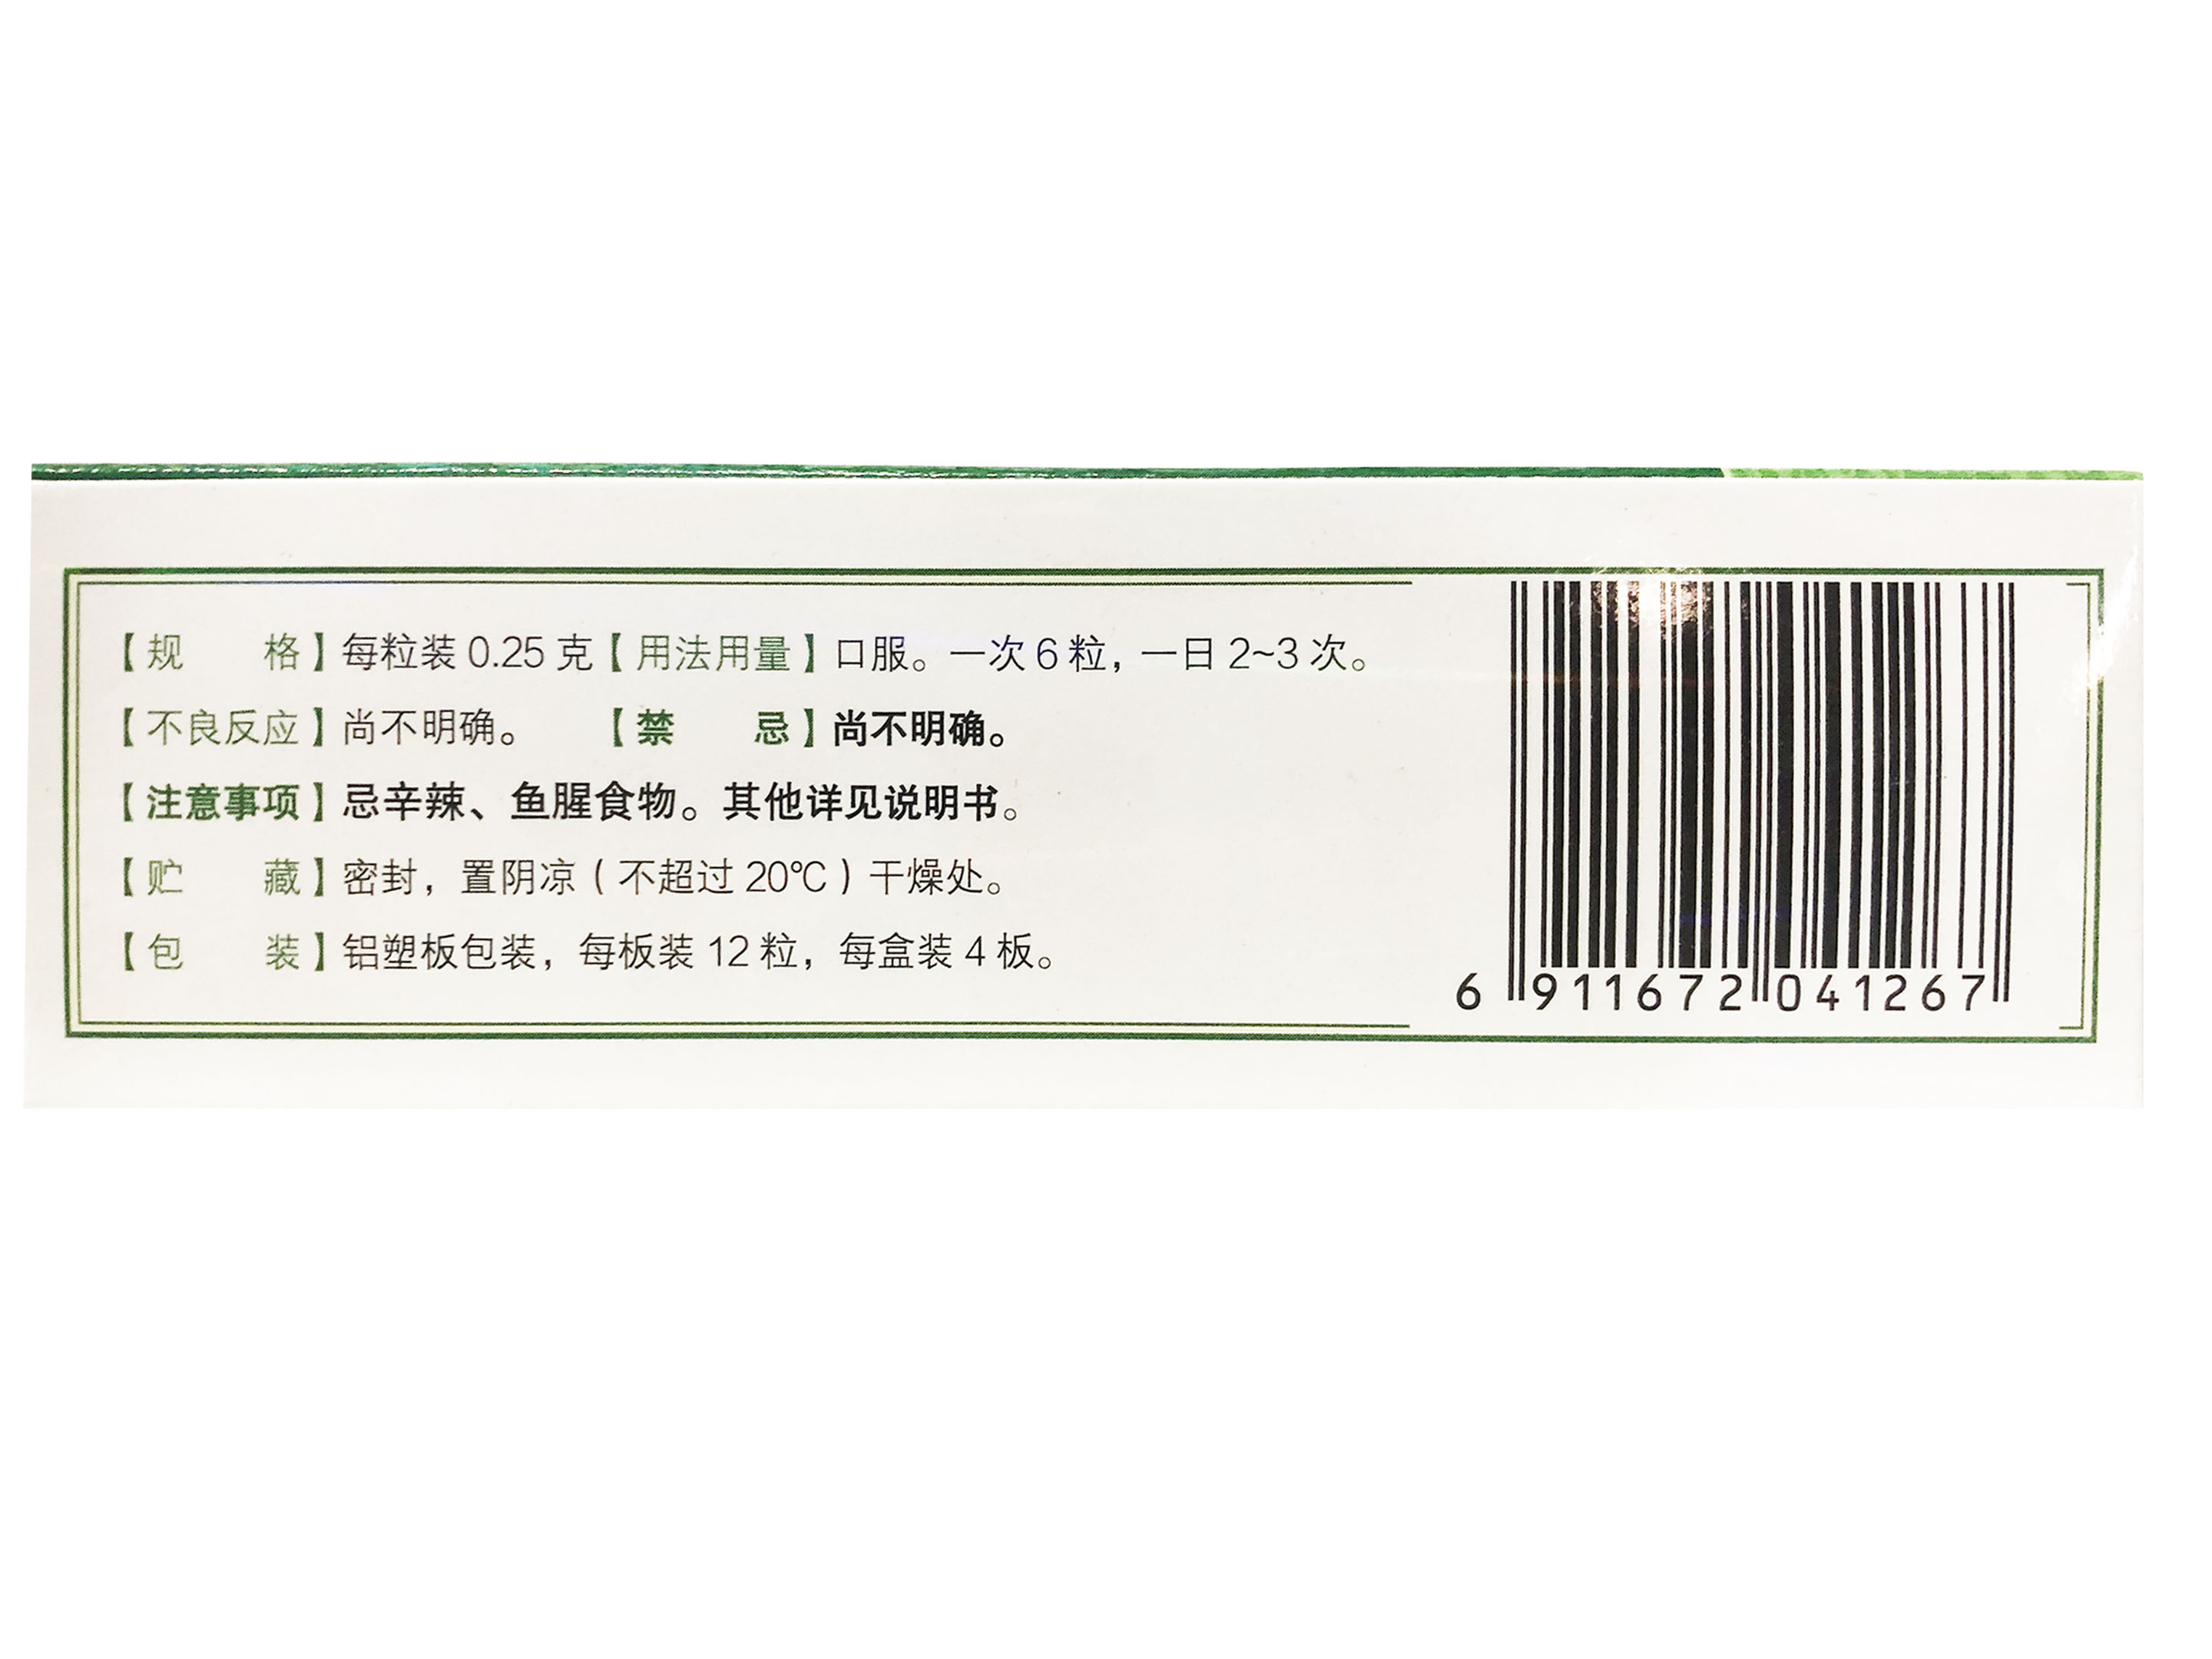 【规　　格】每粒装 0.25 克【用法用量】口服。一次 6 粒，一日 2~3 次。
【不良反应】尚不明确。　【禁　　忌】尚不明确。
【注意事项】忌辛辣、鱼腥食物。其他详见说明书。
【贮　　藏】密封，置阴凉（不超过 20℃）干燥处。
【包　　装】铝塑板包装，每板装 12 粒，每盒装 4 板。
6 911672 041267